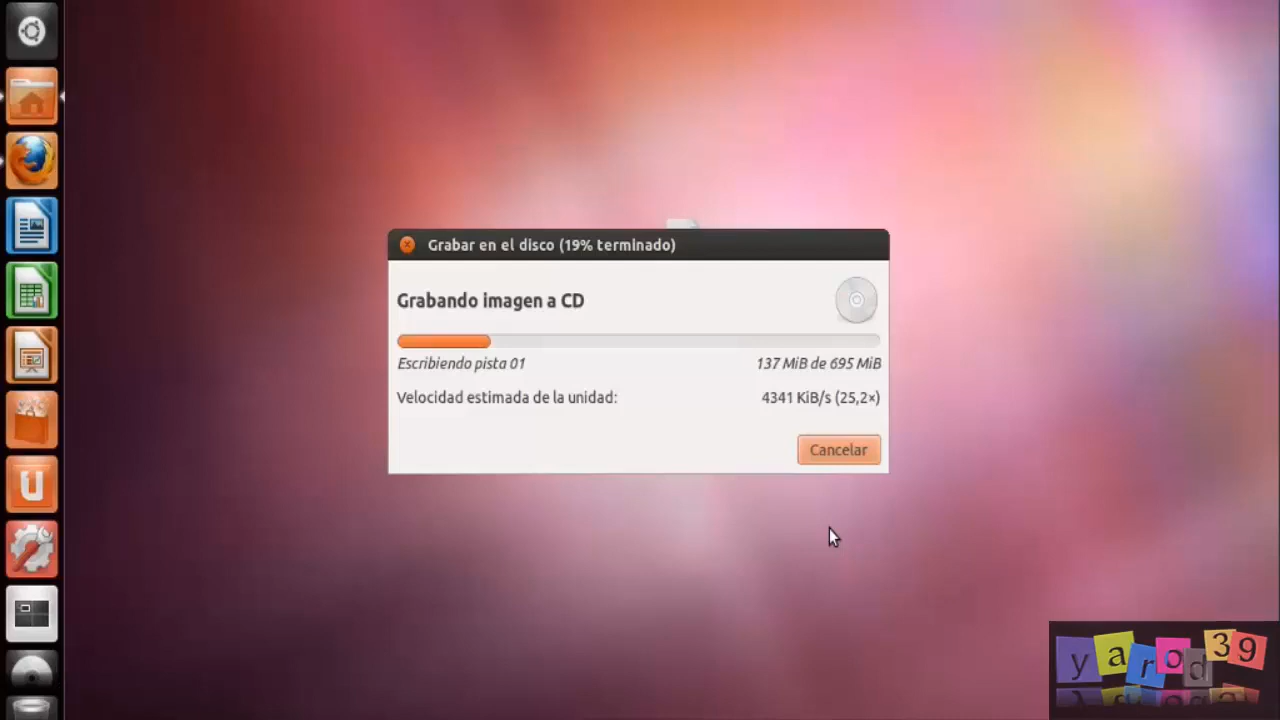 Grabar en el disco (19% terminado)
Grabando imagen a CD
Escribiendo pista 01 137 MiB de 695 MiB
Velocidad estimada de la unidad: 4341 KiB/s (25,2×)
Cancelar
U
yarod39